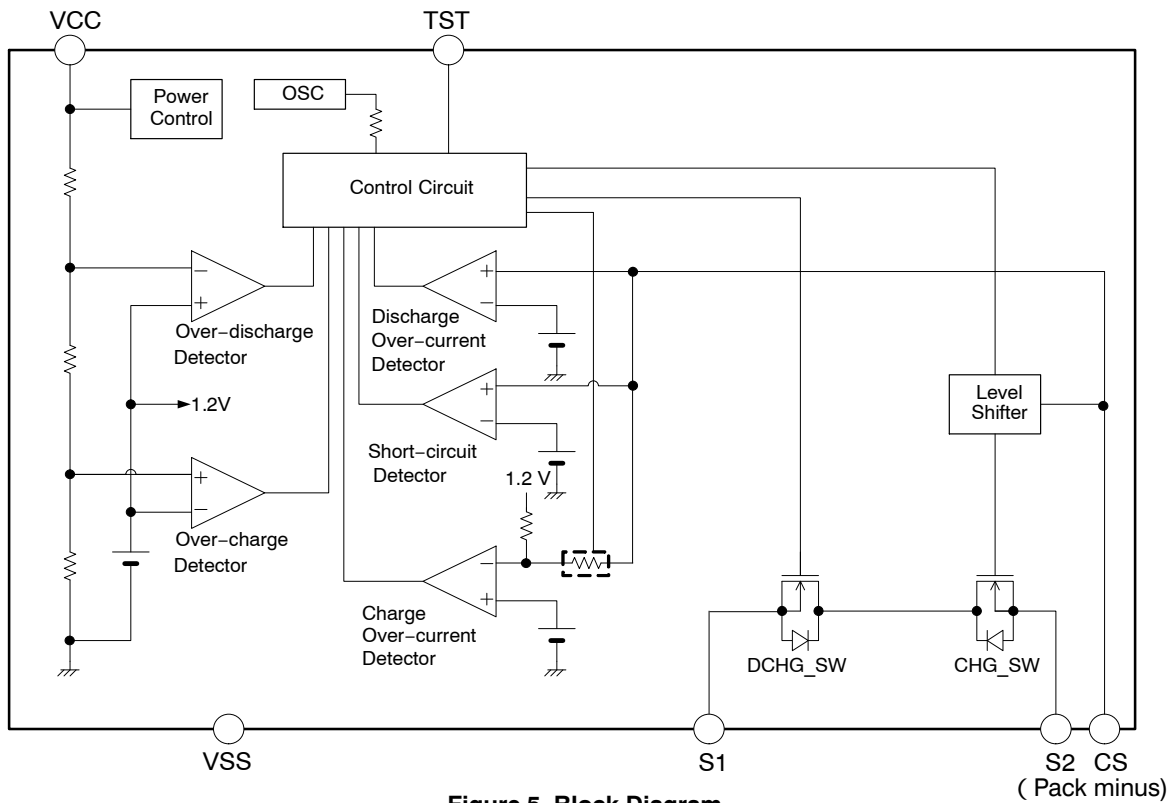 VCC
TST
Power
Control
OSC
Control Circuit
−
+
Over−discharge
Detector
+
−
Discharge
Over−current
Detector
1.2V
+
−
Short−circuit
Detector
Level
Shifter
1.2 V
+
−
Over−charge
Detector
−
+
Charge
Over−current
Detector
DCHG_SW
CHG_SW
VSS
S1
S2
CS
( Pack minus)
Figure 5. Block Diagram